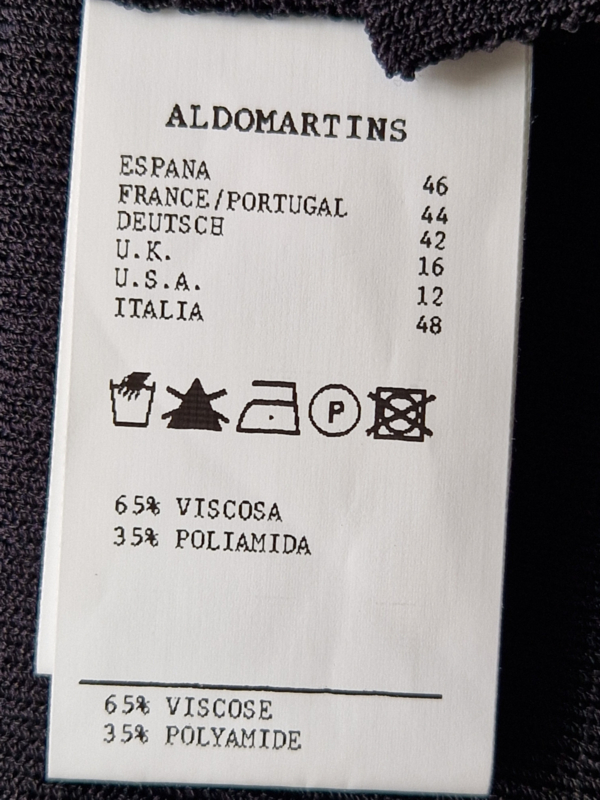 ALDOMARTINS
ESPANA 46
FRANCE/PORTUGAL 44
DEUTSCH 42
U.K. 16
U.S.A. 12
ITALIA 48
P
65% VISCOSA
35% POLIAMIDA
65% VISCOSE
35% POLYAMIDE